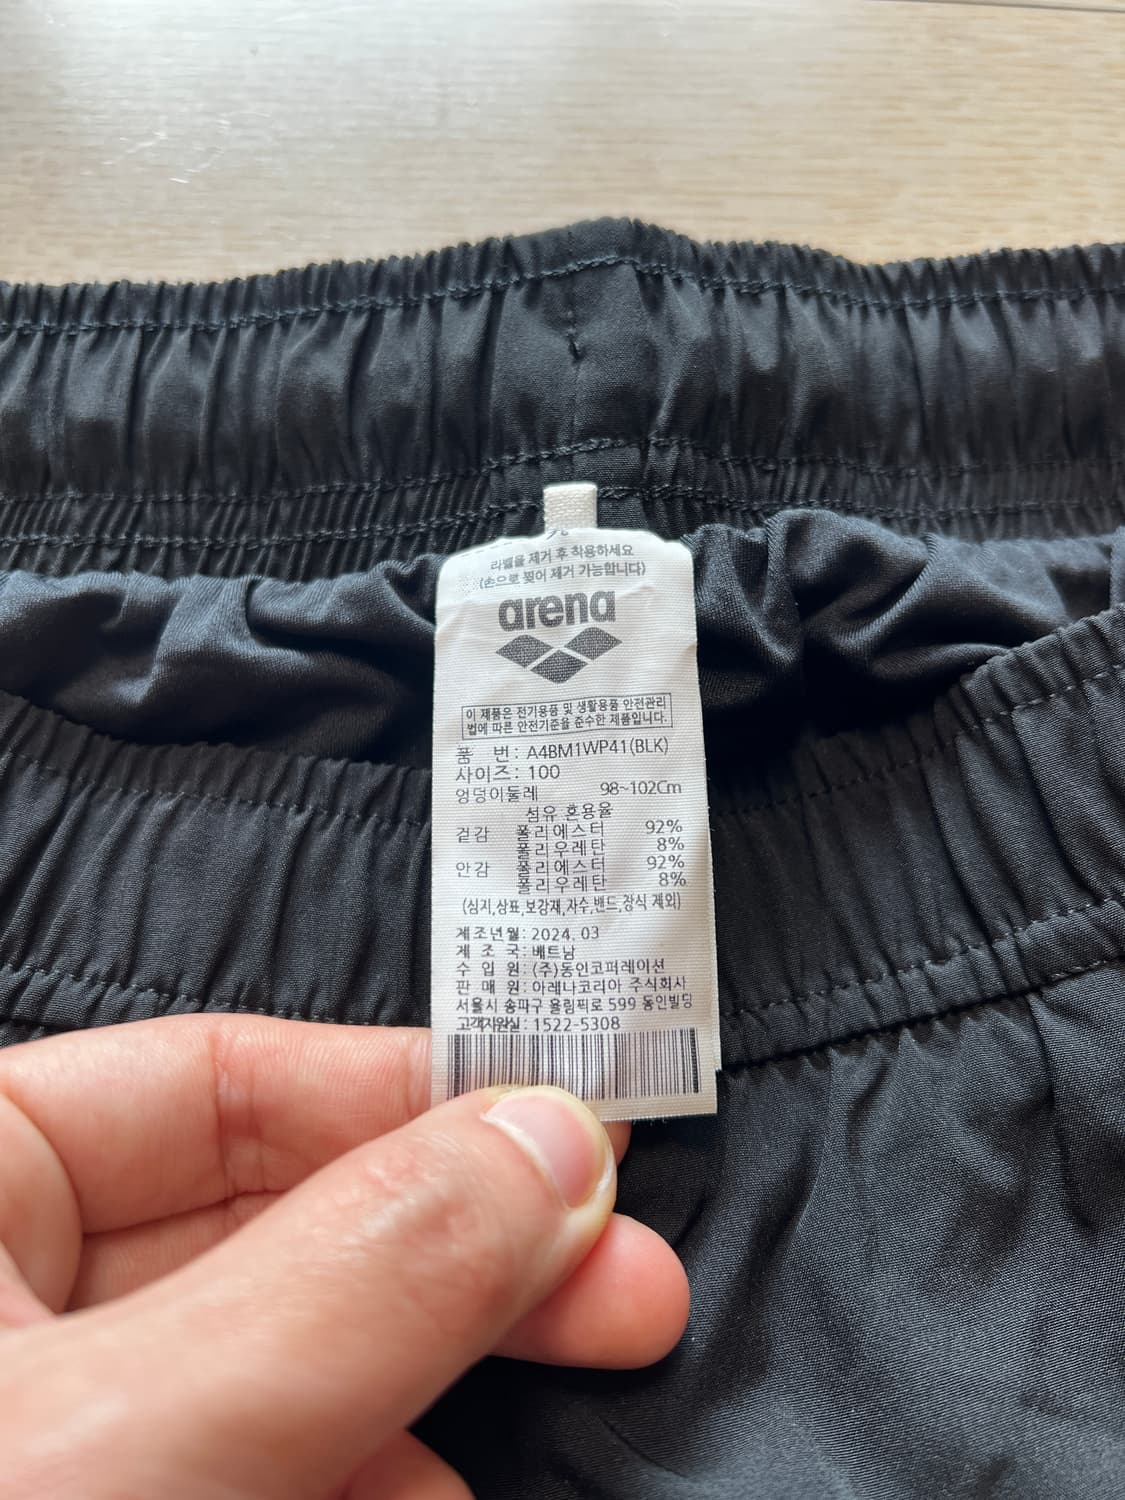 라벨을 제거 후 착용하세요
(손으로 찢어 제거 가능합니다)
arena
이 제품은 전기용품 및 생활용품 안전관리
법에 따른 안전기준을 준수한 제품입니다.
품 번: A4BM1WP41(BLK)
사이즈: 100
엉덩이둘레 98~102Cm
섬유 혼용율
겉감 폴리에스터 92%
폴리우레탄 8%
안감 폴리에스터 92%
폴리우레탄 8%
(심지,상표,보강재,자수,밴드,장식 제외)
제조년월: 2024. 03
제 조 국: 베트남
수 입 원: (주)동인코퍼레이션
판 매 원: 아레나코리아 주식회사
서울시 송파구 올림픽로 599 동인빌딩
고객지원실: 1522-5308